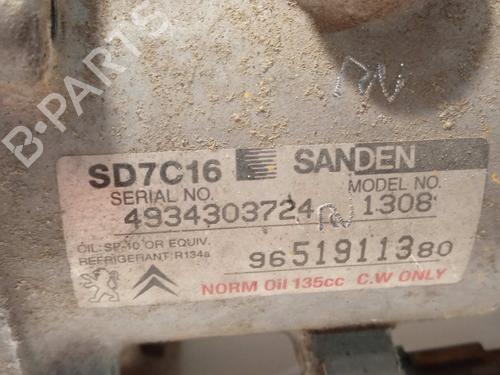 B-PARTS
RN
SD7C16 SANDEN
SERIAL NO. MODEL NO.
4934303724 RN 1308
OIL: SP-10 OR EQUIV.
REFRIGERANT: R134a
9651911380
NORM Oil 135cc C.W ONLY